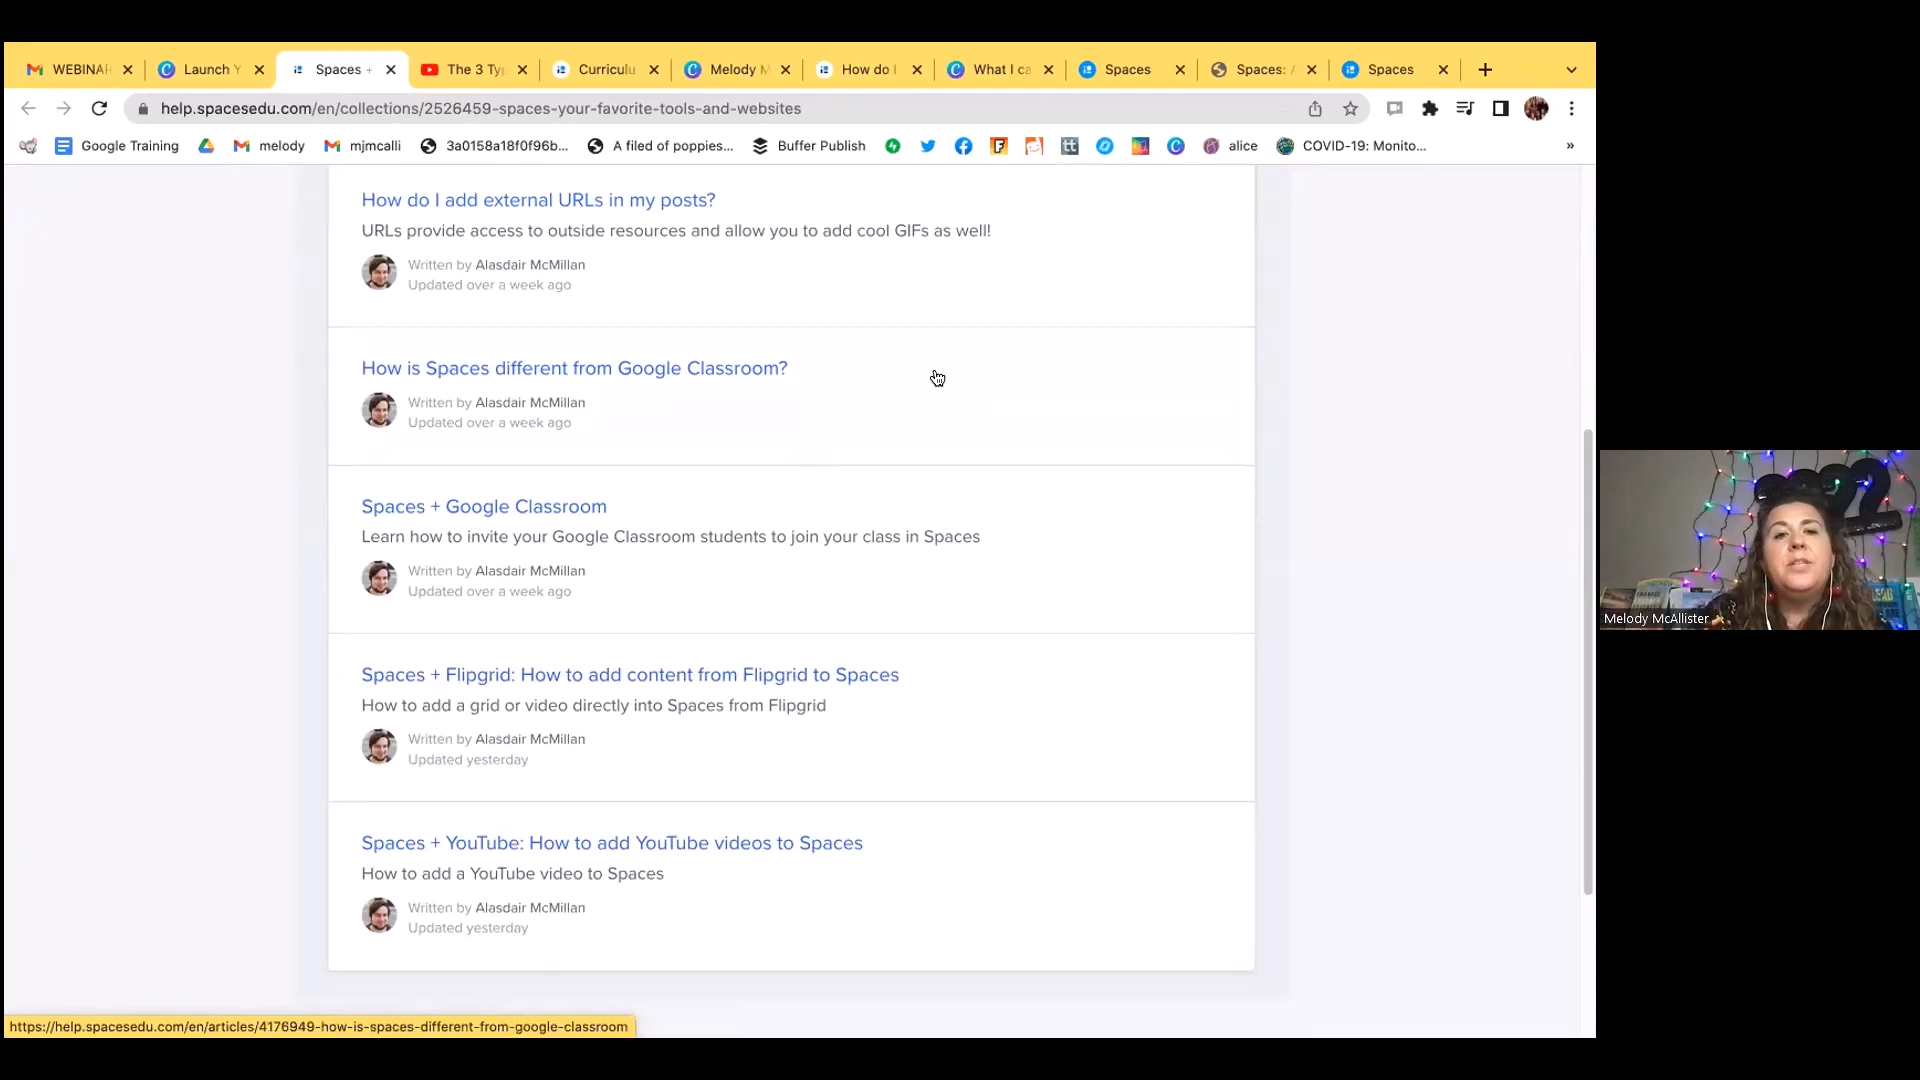 WEBINAR
Launch Y
Spaces +
The 3 Ty
Curriculu
Melody M
How do I
What I ca
Spaces
Spaces: A
Spaces
help.spacesedu.com/en/collections/2526459-spaces-your-favorite-tools-and-websites
Google Training
melody
mjmcalli
3a0158a18f0f96b...
A filed of poppies...
Buffer Publish
alice
COVID-19: Monito...
»
How do I add external URLs in my posts?
URLs provide access to outside resources and allow you to add cool GIFs as well!
Written by Alasdair McMillan
Updated over a week ago
How is Spaces different from Google Classroom?
Written by Alasdair McMillan
Updated over a week ago
Spaces + Google Classroom
Learn how to invite your Google Classroom students to join your class in Spaces
Written by Alasdair McMillan
Updated over a week ago
Spaces + Flipgrid: How to add content from Flipgrid to Spaces
How to add a grid or video directly into Spaces from Flipgrid
Written by Alasdair McMillan
Updated yesterday
Spaces + YouTube: How to add YouTube videos to Spaces
How to add a YouTube video to Spaces
Written by Alasdair McMillan
Updated yesterday
https://help.spacesedu.com/en/articles/4176949-how-is-spaces-different-from-google-classroom
Melody McAllister